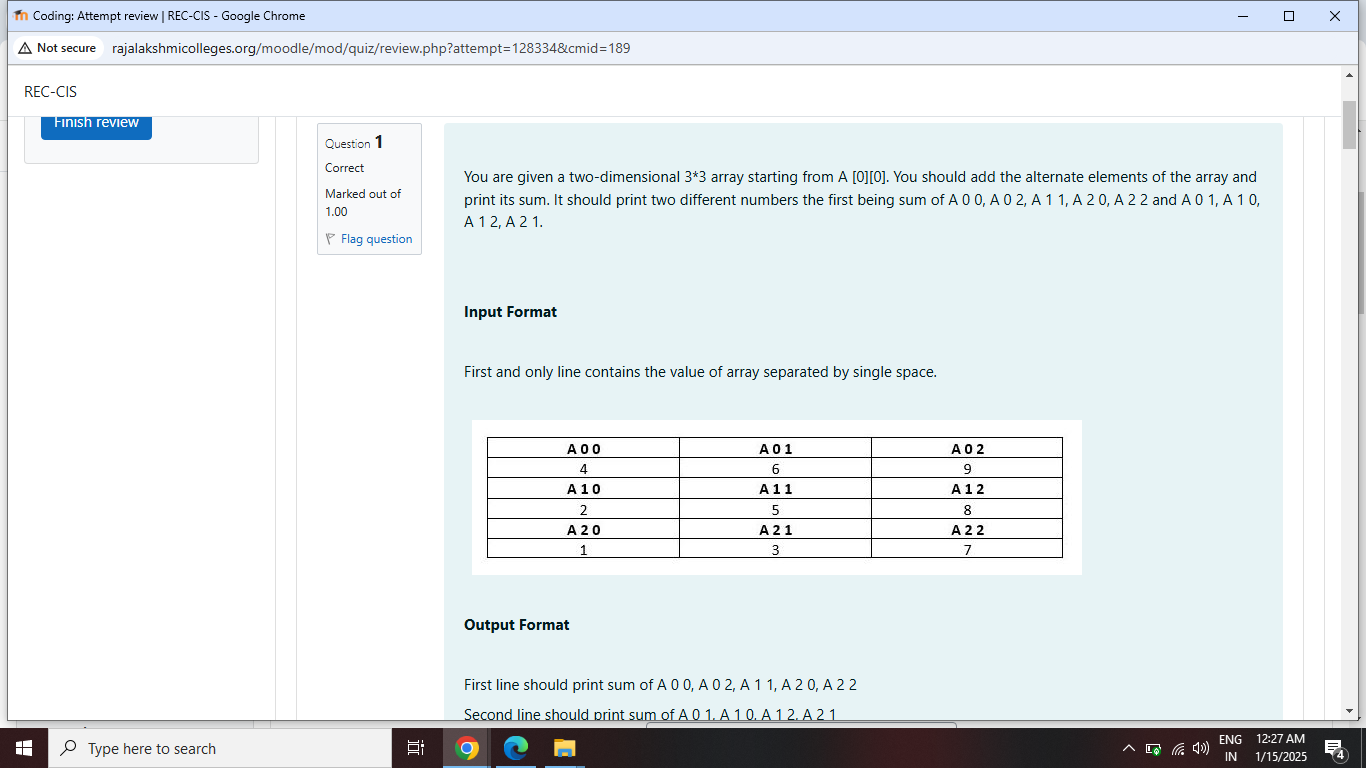 Coding: Attempt review | REC-CIS - Google Chrome
Not secure rajalakshmicolleges.org/moodle/mod/quiz/review.php?attempt=128334&cmid=189
REC-CIS
Finish review
Question 1
Correct
Marked out of
1.00
Flag question
You are given a two-dimensional 3*3 array starting from A [0][0]. You should add the alternate elements of the array and
print its sum. It should print two different numbers the first being sum of A 0 0, A 0 2, A 1 1, A 2 0, A 2 2 and A 0 1, A 1 0,
A 1 2, A 2 1.
Input Format
First and only line contains the value of array separated by single space.
A 0 0 A 0 1 A 0 2
4 6 9
A 1 0 A 1 1 A 1 2
2 5 8
A 2 0 A 2 1 A 2 2
1 3 7
Output Format
First line should print sum of A 0 0, A 0 2, A 1 1, A 2 0, A 2 2
Second line should print sum of A 0 1, A 1 0, A 1 2, A 2 1
Type here to search
ENG
IN
12:27 AM
1/15/2025
4